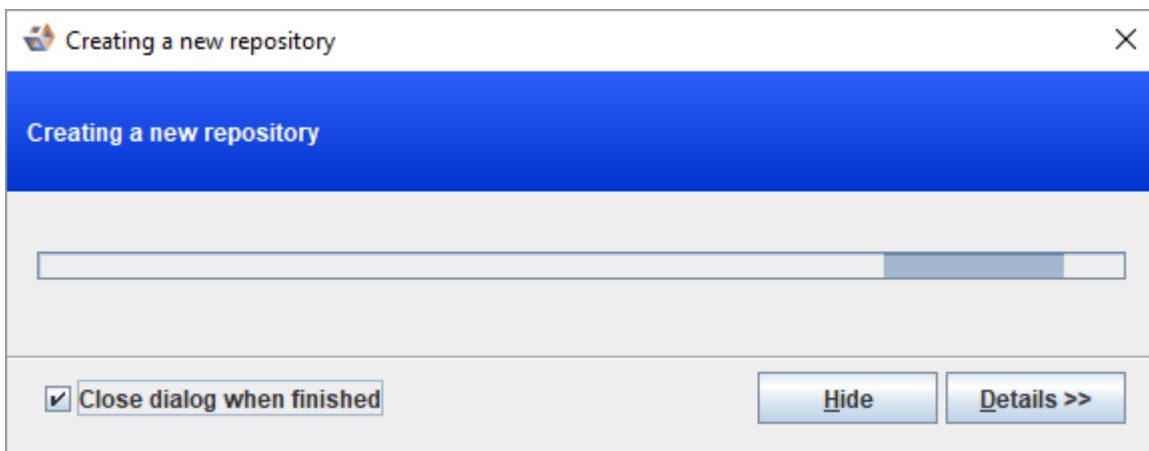 Creating a new repository
Creating a new repository
Close dialog when finished
Hide
Details >>